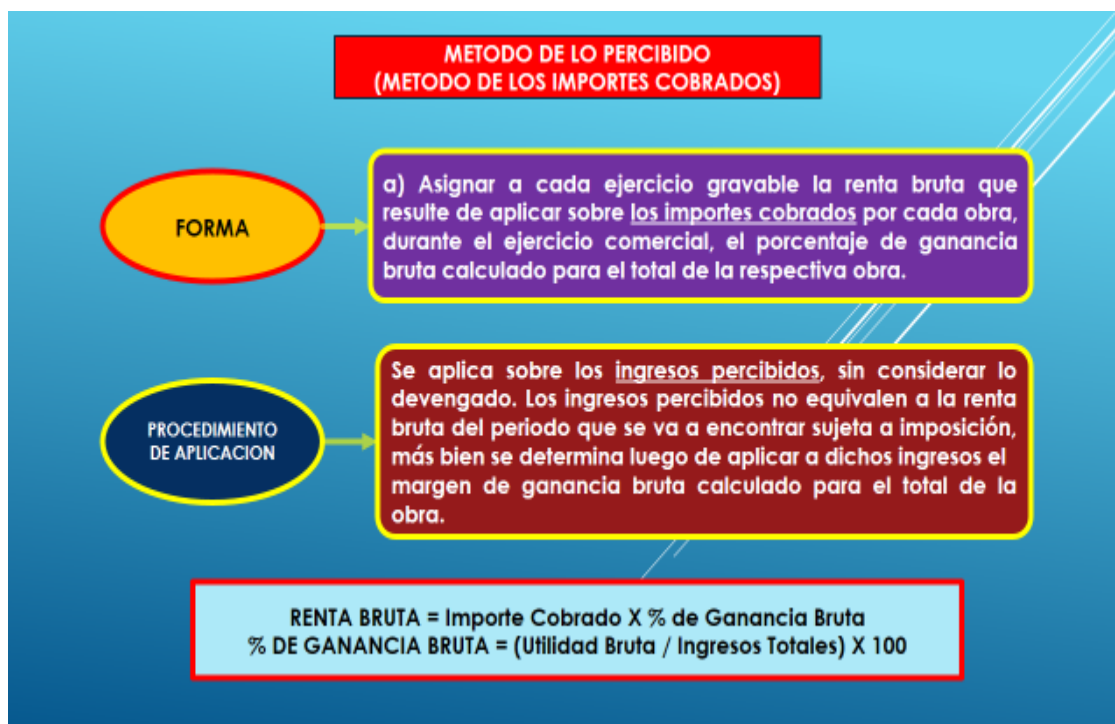 METODO DE LO PERCIBIDO
(METODO DE LOS IMPORTES COBRADOS)
FORMA
a) Asignar a cada ejercicio gravable la renta bruta que
resulte de aplicar sobre los importes cobrados por cada obra,
durante el ejercicio comercial, el porcentaje de ganancia
bruta calculado para el total de la respectiva obra.
PROCEDIMIENTO
DE APLICACION
Se aplica sobre los ingresos percibidos, sin considerar lo
devengado. Los ingresos percibidos no equivalen a la renta
bruta del periodo que se va a encontrar sujeta a imposición,
más bien se determina luego de aplicar a dichos ingresos el
margen de ganancia bruta calculado para el total de la
obra.
RENTA BRUTA = Importe Cobrado X % de Ganancia Bruta
% DE GANANCIA BRUTA = (Utilidad Bruta / Ingresos Totales) X 100